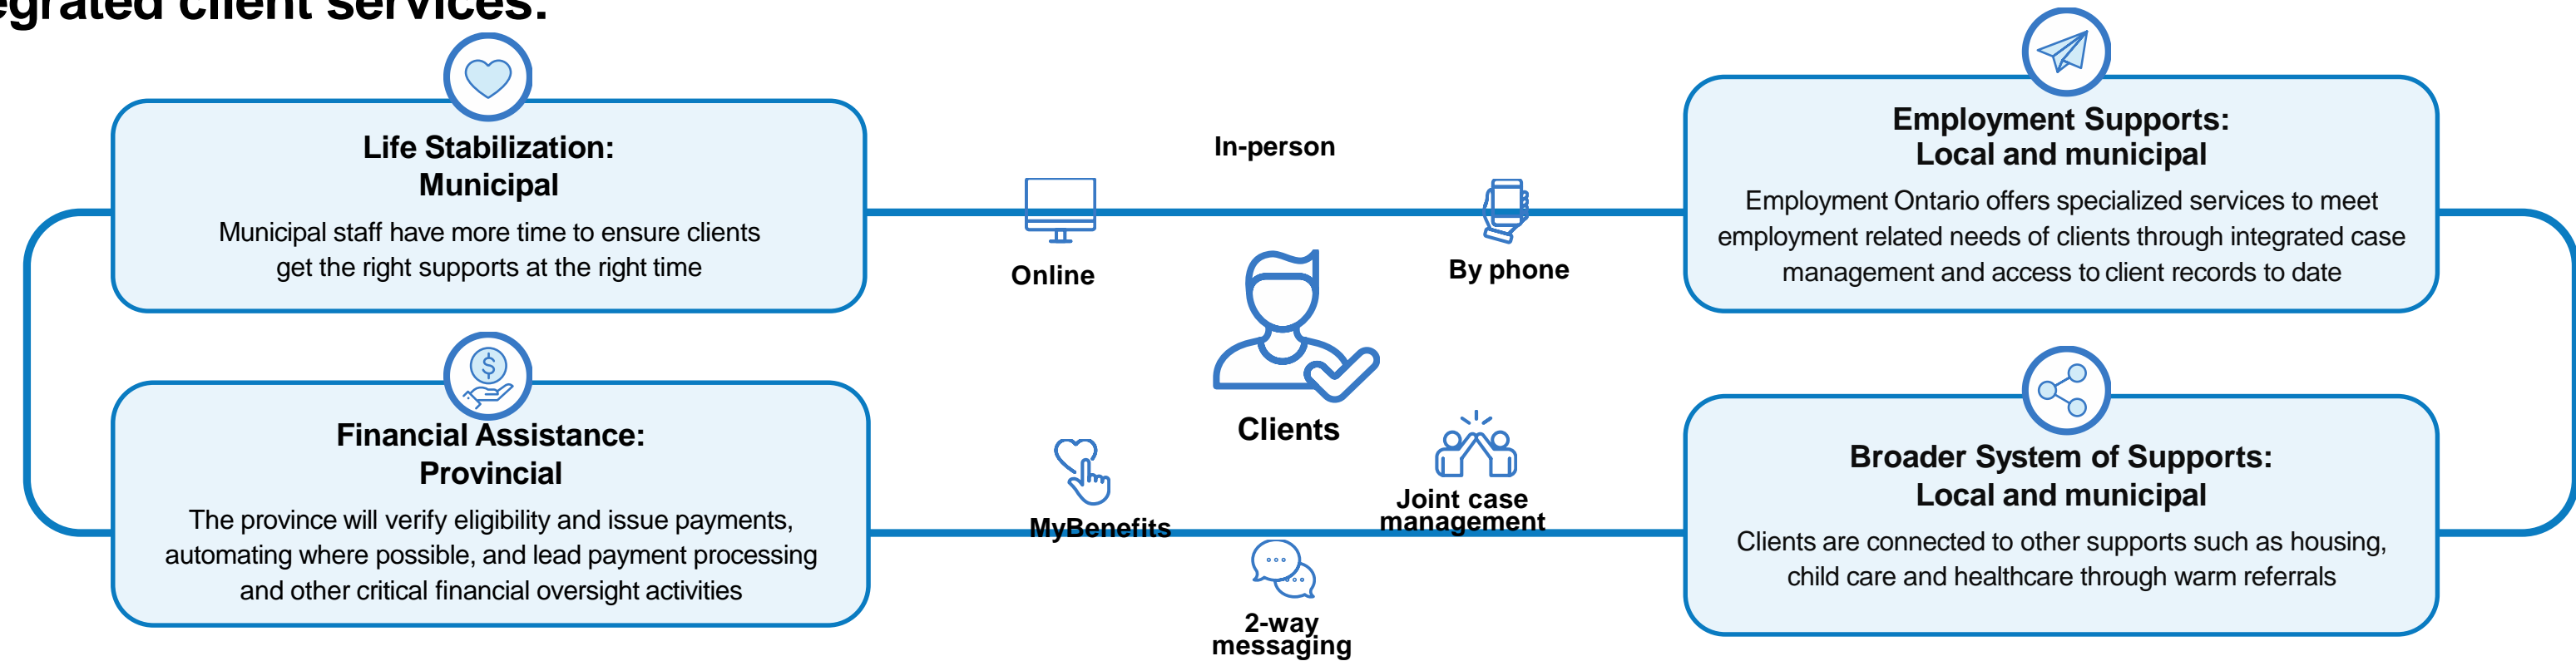 egrated client services.
Life Stabilization:
Municipal
Municipal staff have more time to ensure clients
get the right supports at the right time
Financial Assistance:
Provincial
The province will verify eligibility and issue payments,
automating where possible, and lead payment processing
and other critical financial oversight activities
In-person
Online
By phone
Clients
MyBenefits
Joint case
management
2-way
messaging
$
Employment Supports:
Local and municipal
Employment Ontario offers specialized services to meet
employment related needs of clients through integrated case
management and access to client records to date
Broader System of Supports:
Local and municipal
Clients are connected to other supports such as housing,
child care and healthcare through warm referrals